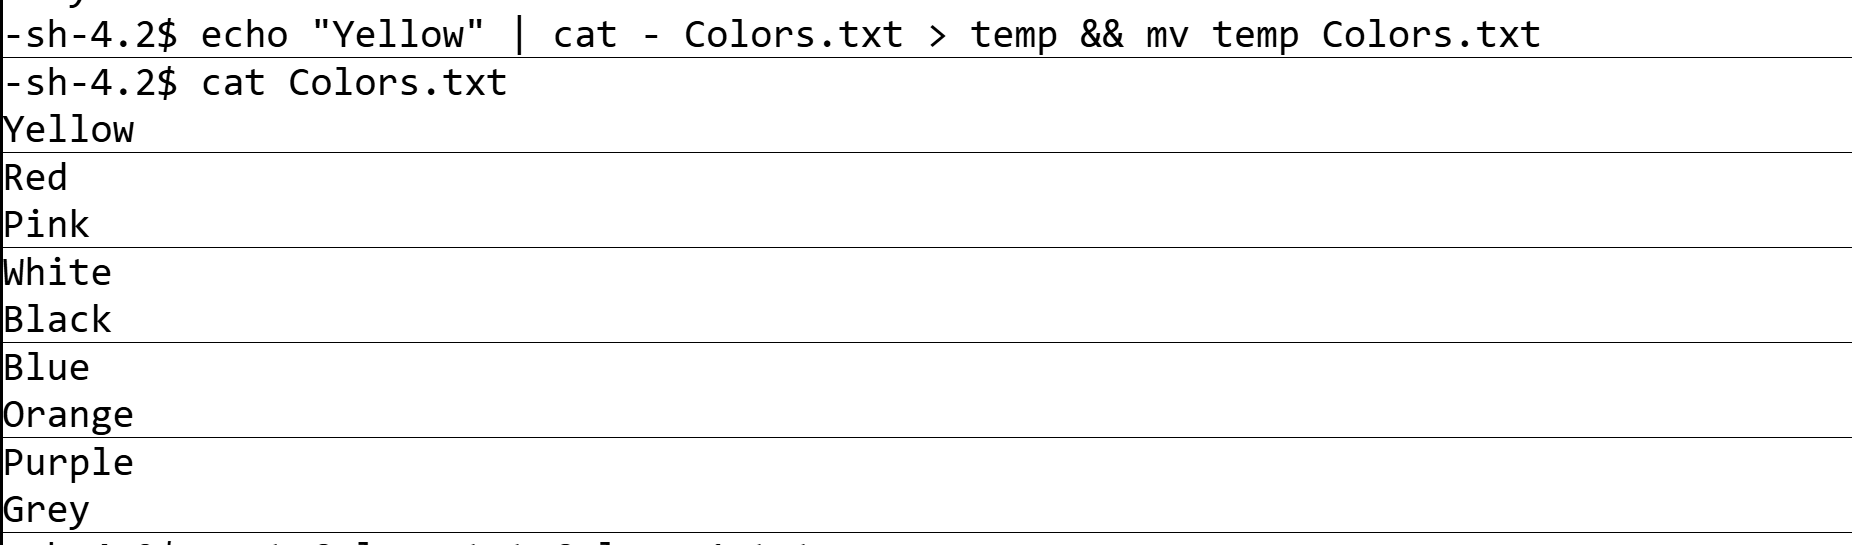 -sh-4.2$ echo "Yellow" | cat - Colors.txt > temp && mv temp Colors.txt
-sh-4.2$ cat Colors.txt
Yellow
Red
Pink
White
Black
Blue
Orange
Purple
Grey